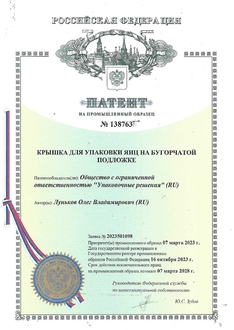 РОССИЙСКАЯ ФЕДЕРАЦИЯ
ПАТЕНТ
НА ПРОМЫШЛЕННЫЙ ОБРАЗЕЦ
№ 138763
КРЫШКА ДЛЯ УПАКОВКИ ЯИЦ НА БУГОРЧАТОЙ
ПОДЛОЖКЕ
Патентообладатель: Общество с ограниченной
ответственностью "Упаковочные решения" (RU)
Автор(ы): Луньков Олег Владимирович (RU)
Заявка № 2023501098
Приоритет(ы) промышленного образца 07 марта 2023 г.
Дата государственной регистрации в
Государственном реестре промышленных
образцов Российской Федерации 16 октября 2023 г.
Срок действия исключительного права
на промышленный образец истекает 07 марта 2028 г.
Руководитель Федеральной службы
по интеллектуальной собственности
Ю.С. Зубов